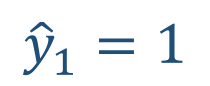 ŷ₁ = 1